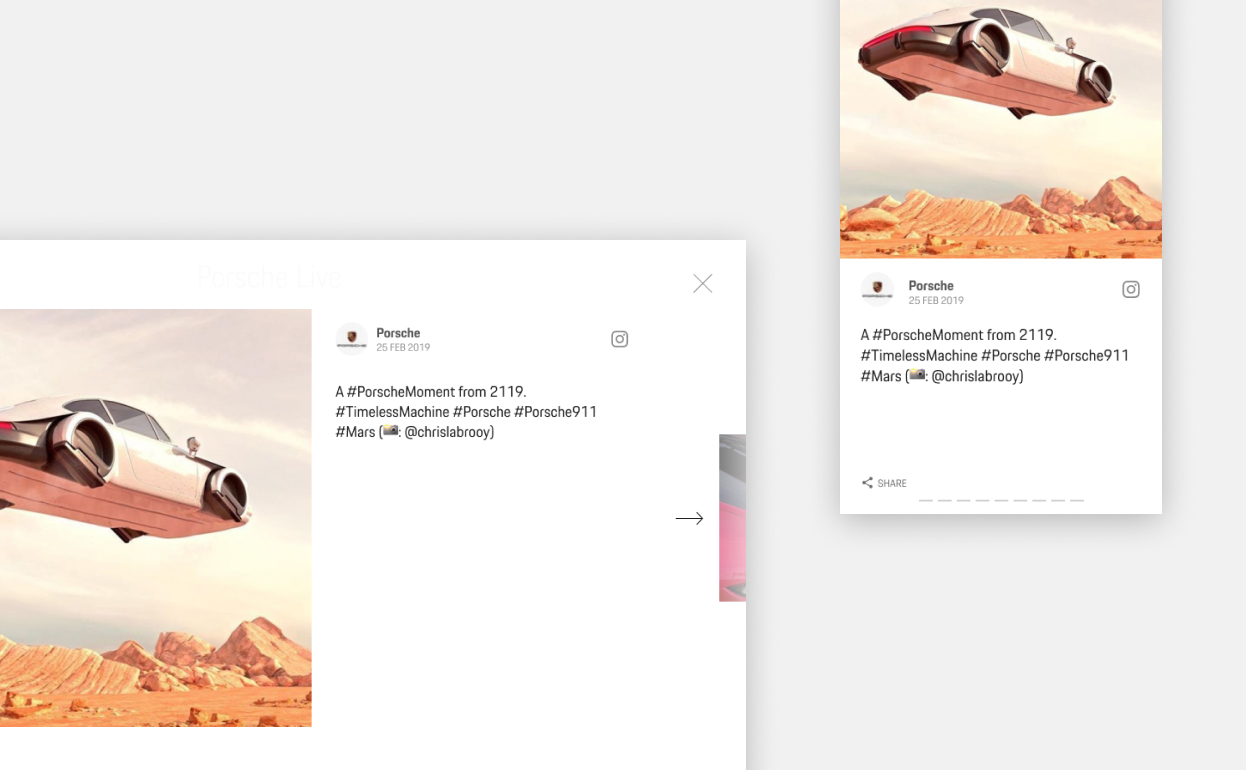 Porsche Live
Porsche
25 FEB 2019
A #PorscheMoment from 2119.
#TimelessMachine #Porsche #Porsche911
#Mars (📷: @chrislabrooy)
Porsche
25 FEB 2019
A #PorscheMoment from 2119.
#TimelessMachine #Porsche #Porsche911
#Mars (📷: @chrislabrooy)
SHARE